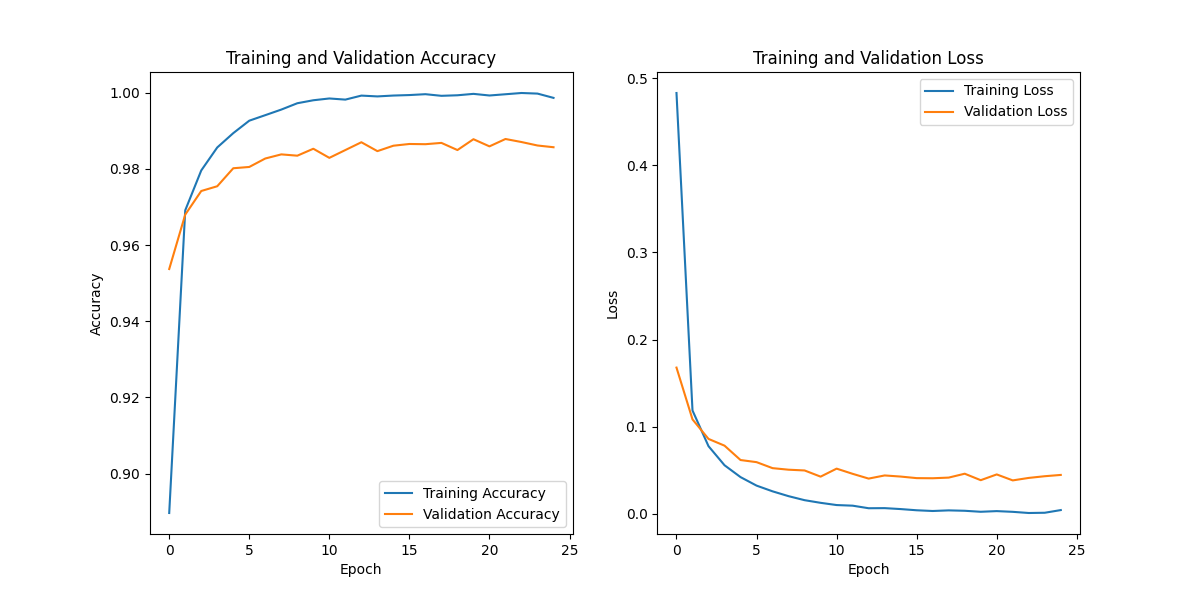 Training and Validation Accuracy
Accuracy
1.00
0.98
0.96
0.94
0.92
0.90
Training Accuracy
Validation Accuracy
0 5 10 15 20 25
Epoch
Training and Validation Loss
Loss
0.5
0.4
0.3
0.2
0.1
0.0
Training Loss
Validation Loss
0 5 10 15 20 25
Epoch